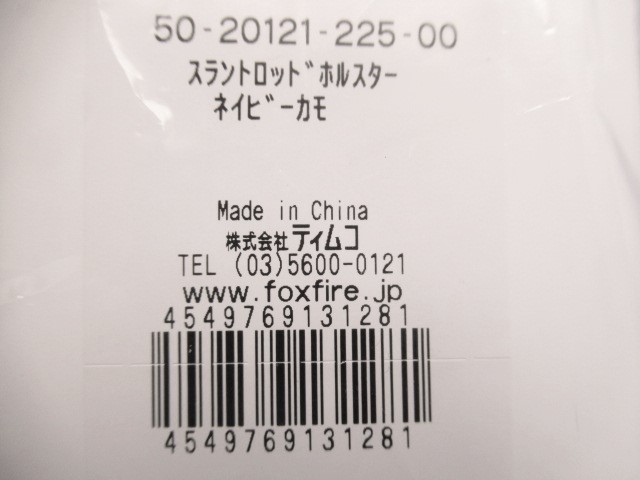 50-20121-225-00
スラントロッドﾞホルスター
ネイビﾞーカモ
Made in China
株式会社ティムコ
TEL (03)5600-0121
www.foxfire.jp
4549769131281
4549769131281